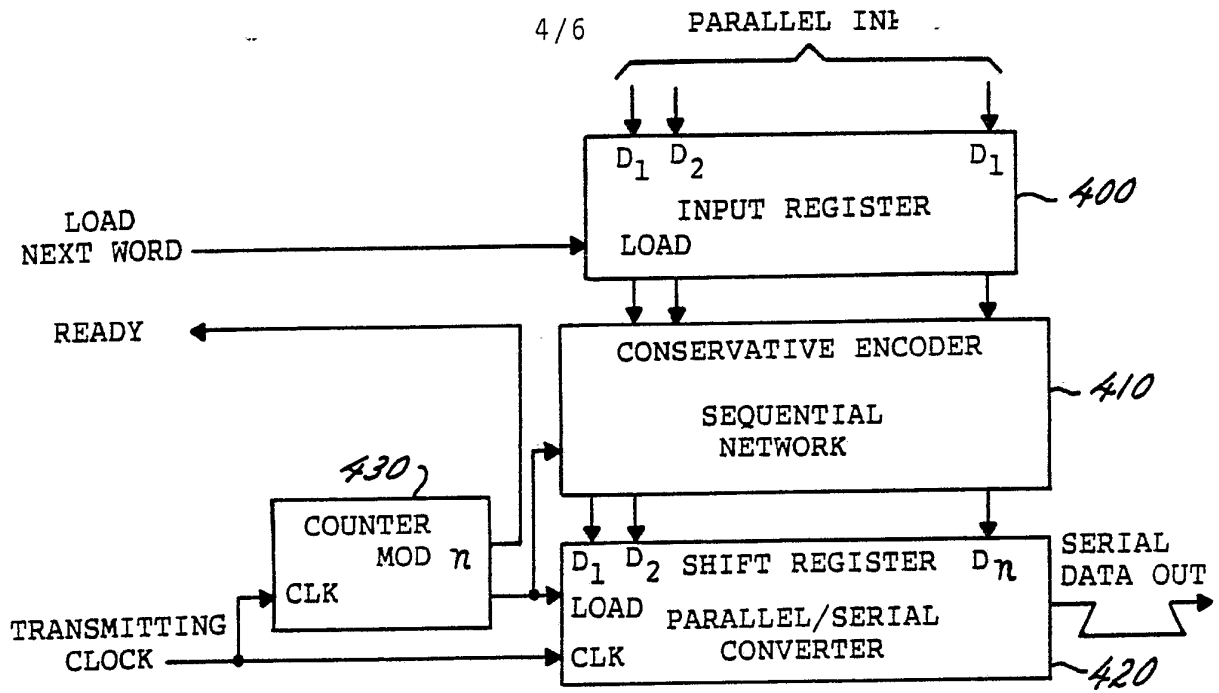 4/6
PARALLEL
D1 D2 D1
INPUT REGISTER
LOAD
400
LOAD
NEXT WORD
READY
CONSERVATIVE ENCODER
SEQUENTIAL
NETWORK
410
430
COUNTER
MOD n
CLK
D1 D2 SHIFT REGISTER Dn
LOAD
PARALLEL/SERIAL
CONVERTER
CLK
SERIAL
DATA OUT
TRANSMITTING
CLOCK
420